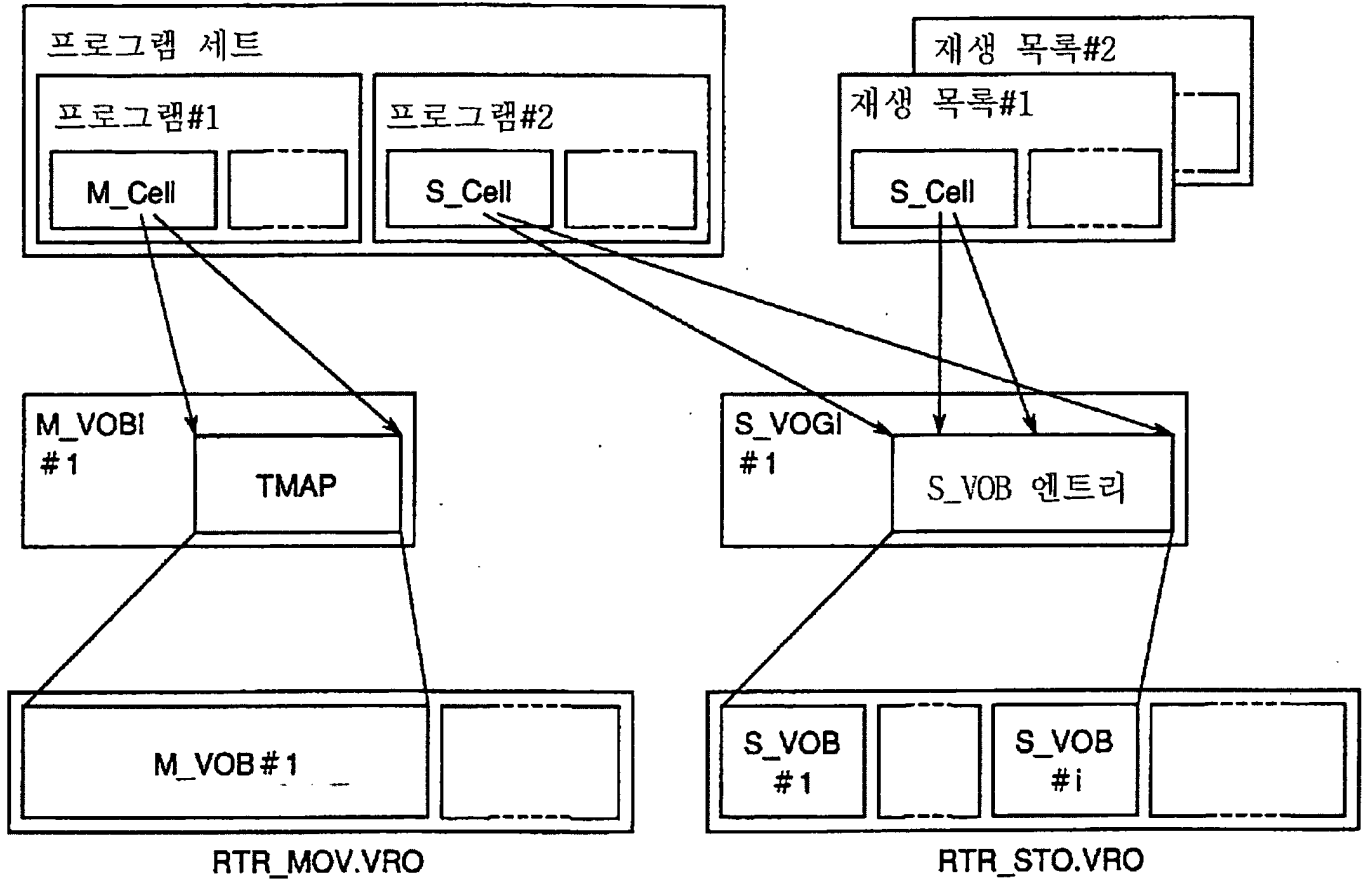 프로그램 세트
프로그램#1
M_Cell
프로그램#2
S_Cell
재생 목록#2
재생 목록#1
S_Cell
M_VOBI
#1
TMAP
S_VOGI
#1
S_VOB 엔트리
M_VOB#1
RTR_MOV.VRO
S_VOB
#1
S_VOB
#i
RTR_STO.VRO